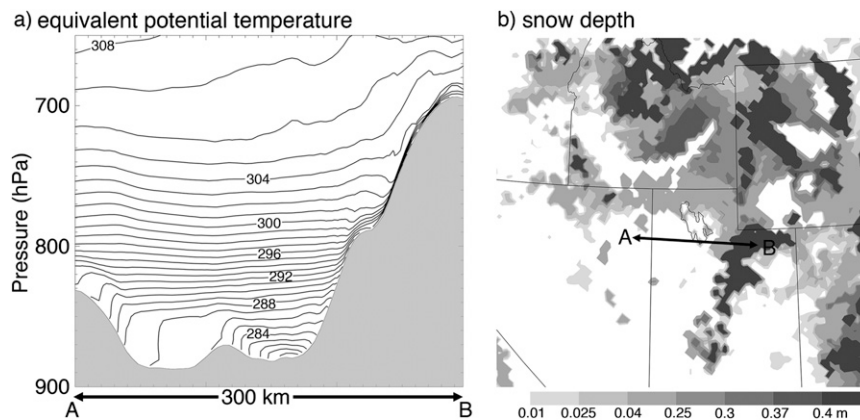 a) equivalent potential temperature
308
700
304
300
800
296
292
288
284
900
Pressure (hPa)
A 300 km B
b) snow depth
A
B
0.01 0.025 0.04 0.25 0.3 0.37 0.4 m